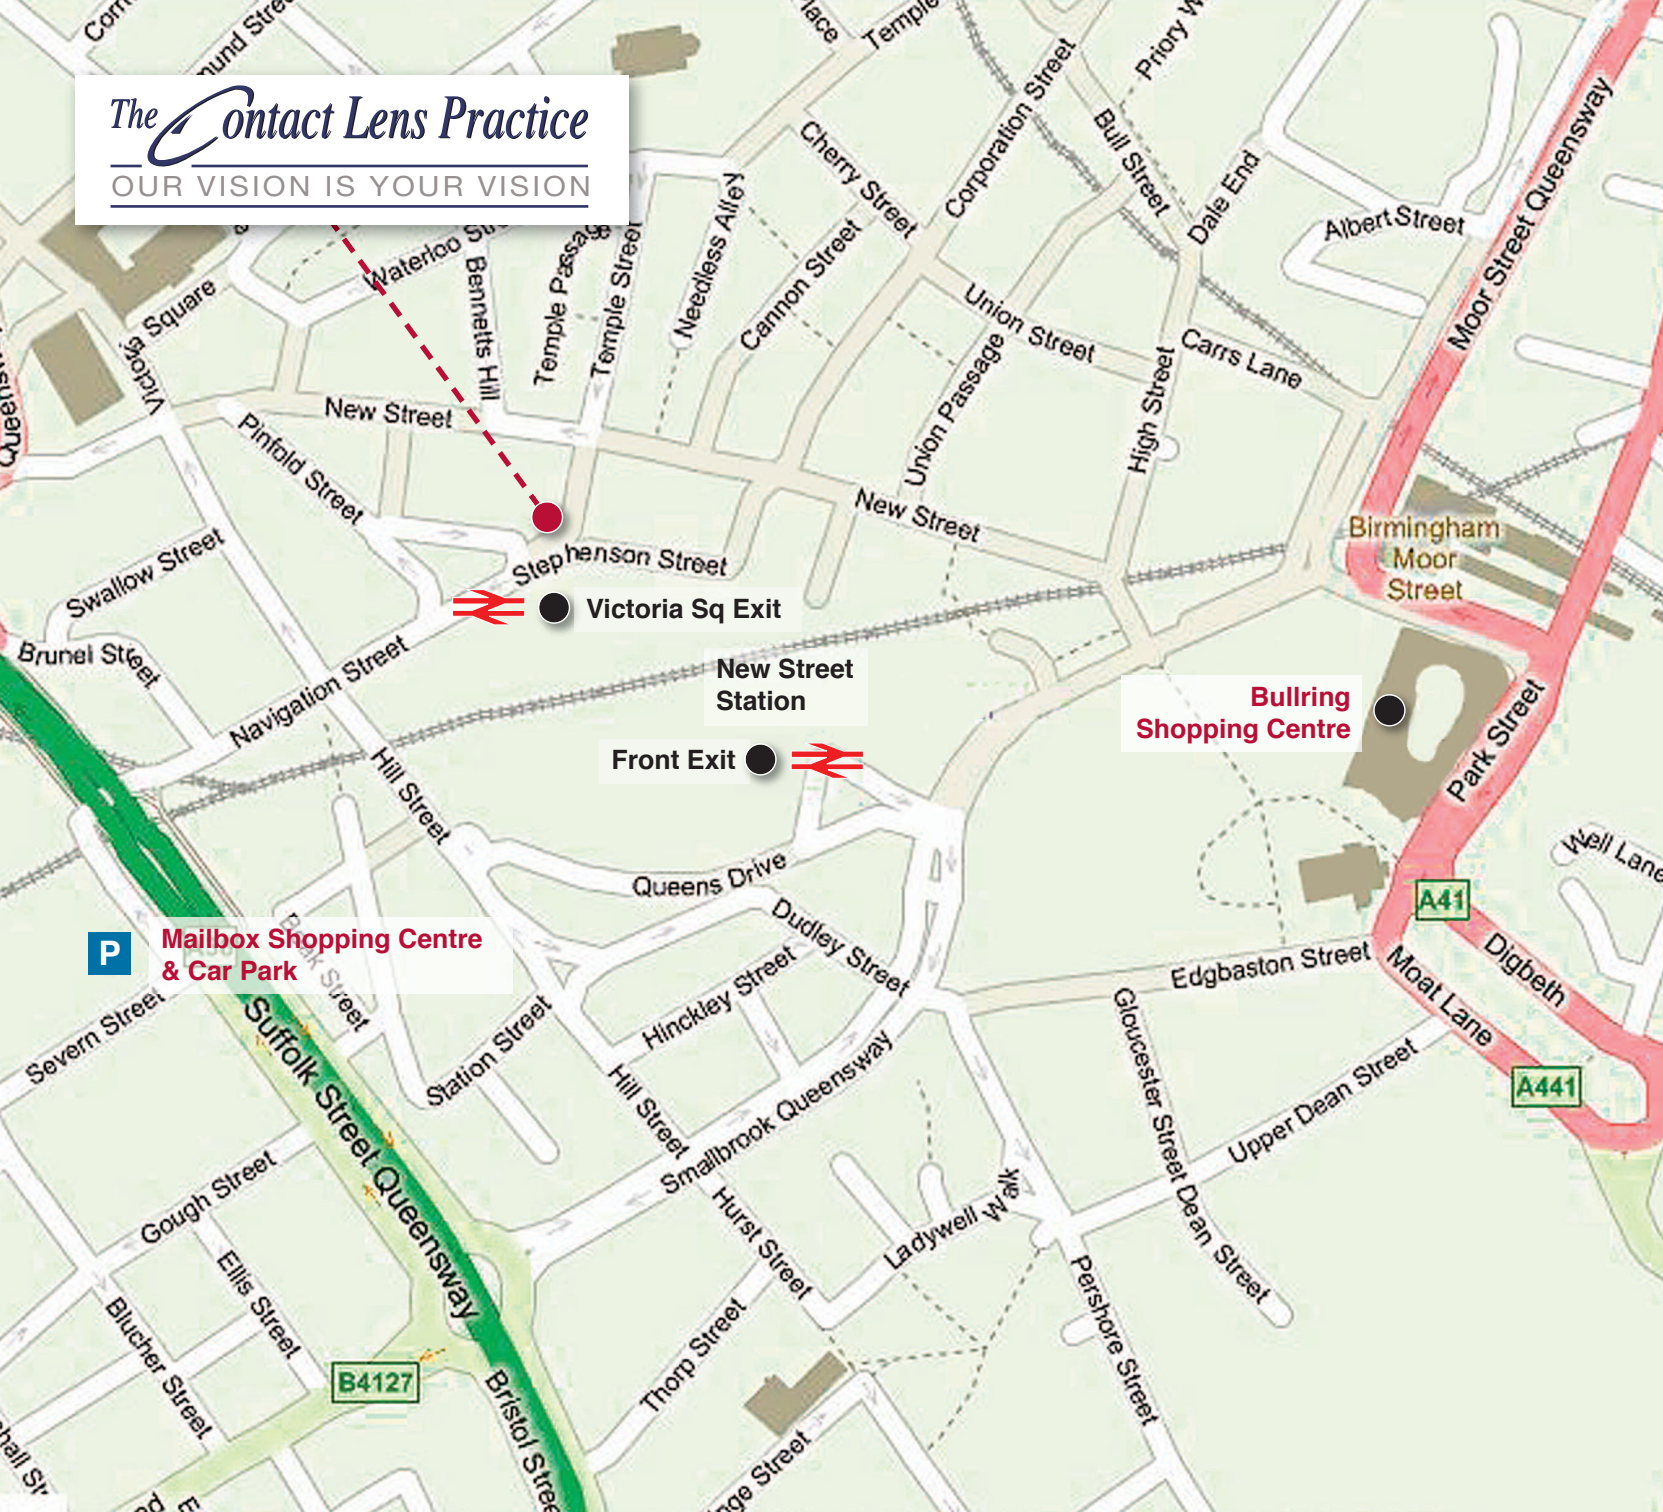 The Contact Lens Practice
OUR VISION IS YOUR VISION
Temple
Priory W
Corporation Street
Bull Street
Cherry Street
Dale End
Moor Street Queensway
Albert Street
Waterloo
Square
Victoria
Bennetts Hill
Temple Passage
Temple Street
Needless Alley
Cannon Street
Union Street
Union Passage
High Street
Carrs Lane
New Street
Pinfold Street
New Street
Stephenson Street
Birmingham
Moor
Street
Swallow Street
Brunel Street
Victoria Sq Exit
Navigation Street
New Street
Station
Front Exit
Bullring
Shopping Centre
Park Street
Hill Street
Queens Drive
Well Lane
A41
Dudley Street
P
Mailbox Shopping Centre
& Car Park
Beak Street
Hinckley Street
Edgbaston Street
Moat Lane
Digbeth
Severn Street
Suffolk Street Queensway
Station Street
Hill Street
Smallbrook Queensway
Gloucester Street
Dean Street
Upper Dean Street
A441
Gough Street
Ellis Street
Blucher Street
Hurst Street
Ladywell Walk
Pershore Street
Thorp Street
B4127
Bristol Stree
nge Street